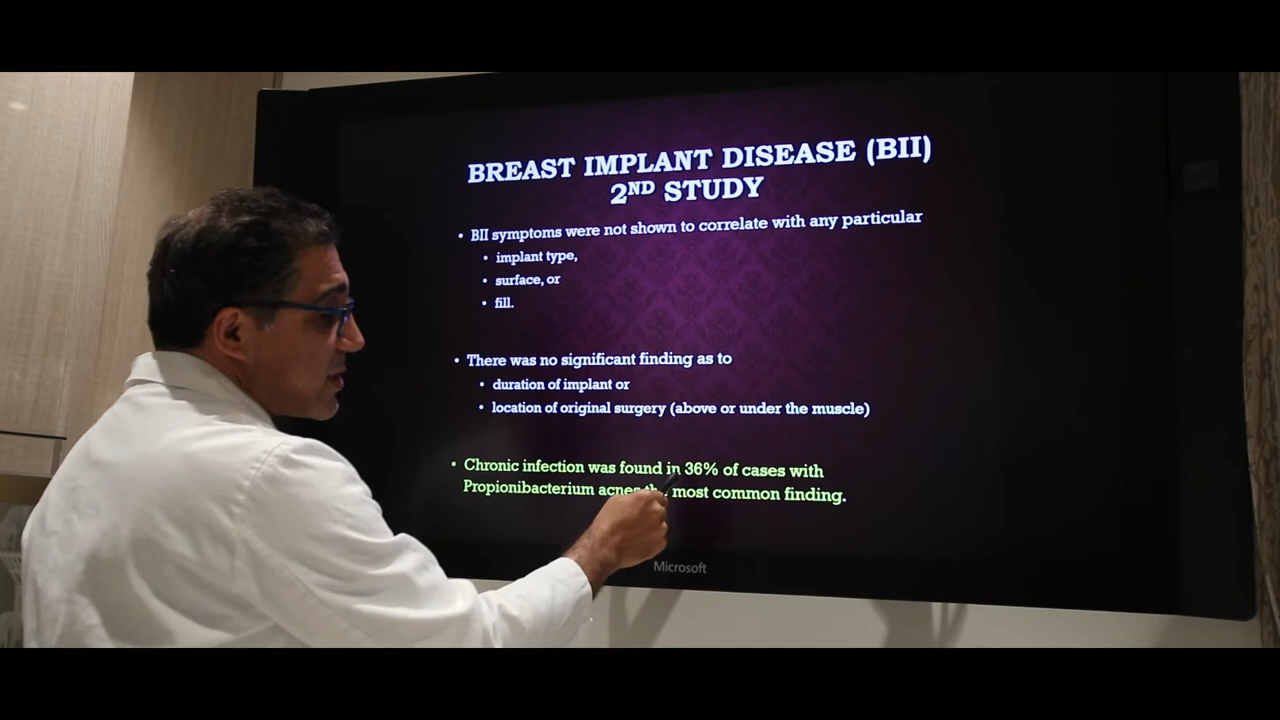 BREAST IMPLANT DISEASE (BII)
2ND STUDY
• BII symptoms were not shown to correlate with any particular
• implant type,
• surface, or
• fill.
• There was no significant finding as to
• duration of implant or
• location of original surgery (above or under the muscle)
• Chronic infection was found in 36% of cases with
Propionibacterium acnes the most common finding.
Microsoft